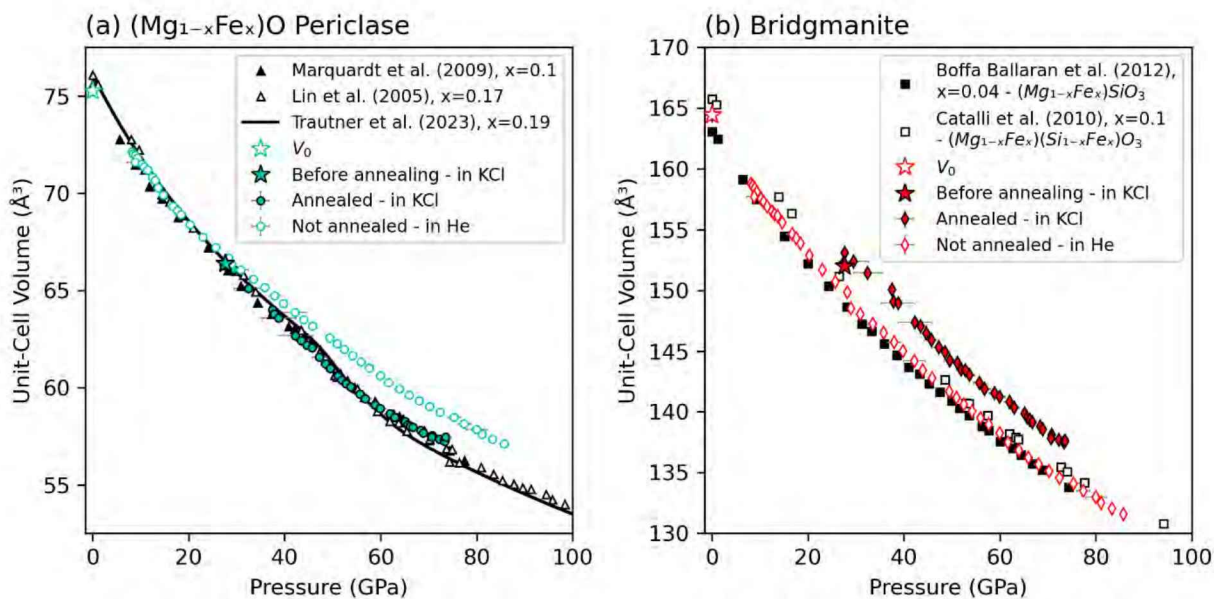 (a) (Mg₁₋ₓFeₓ)O Periclase
Marquardt et al. (2009), x=0.1
Lin et al. (2005), x=0.17
Trautner et al. (2023), x=0.19
V₀
Before annealing - in KCl
Annealed - in KCl
Not annealed - in He
75
70
65
60
55
Unit-Cell Volume (Å³)
0 20 40 60 80 100
Pressure (GPa)
(b) Bridgmanite
Boffa Ballaran et al. (2012),
x=0.04 - (Mg₁₋ₓFeₓ)SiO₃
Catalli et al. (2010), x=0.1
- (Mg₁₋ₓFeₓ)(Si₁₋ₓFeₓ)O₃
V₀
Before annealing - in KCl
Annealed - in KCl
Not annealed - in He
170
165
160
155
150
145
140
135
130
Unit-Cell Volume (Å³)
0 20 40 60 80 100
Pressure (GPa)